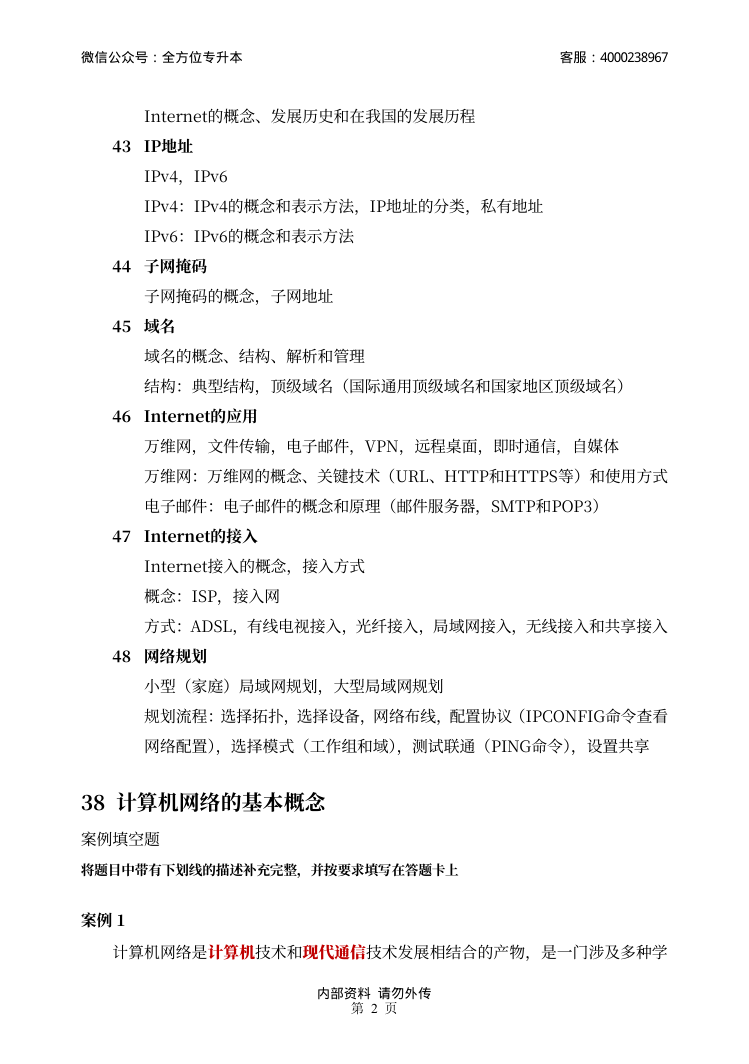 微信公众号：全方位专升本 客服：4000238967
Internet的概念、发展历史和在我国的发展历程
43 IP地址
IPv4，IPv6
IPv4：IPv4的概念和表示方法，IP地址的分类，私有地址
IPv6：IPv6的概念和表示方法
44 子网掩码
子网掩码的概念，子网地址
45 域名
域名的概念、结构、解析和管理
结构：典型结构，顶级域名（国际通用顶级域名和国家地区顶级域名）
46 Internet的应用
万维网，文件传输，电子邮件，VPN，远程桌面，即时通信，自媒体
万维网：万维网的概念、关键技术（URL、HTTP和HTTPS等）和使用方式
电子邮件：电子邮件的概念和原理（邮件服务器，SMTP和POP3）
47 Internet的接入
Internet接入的概念，接入方式
概念：ISP，接入网
方式：ADSL，有线电视接入，光纤接入，局域网接入，无线接入和共享接入
48 网络规划
小型（家庭）局域网规划，大型局域网规划
规划流程：选择拓扑，选择设备，网络布线，配置协议（IPCONFIG命令查看
网络配置），选择模式（工作组和域），测试联通（PING命令），设置共享
38 计算机网络的基本概念
案例填空题
将题目中带有下划线的描述补充完整，并按要求填写在答题卡上
案例 1
计算机网络是计算机技术和现代通信技术发展相结合的产物，是一门涉及多种学
内部资料 请勿外传
第 2 页